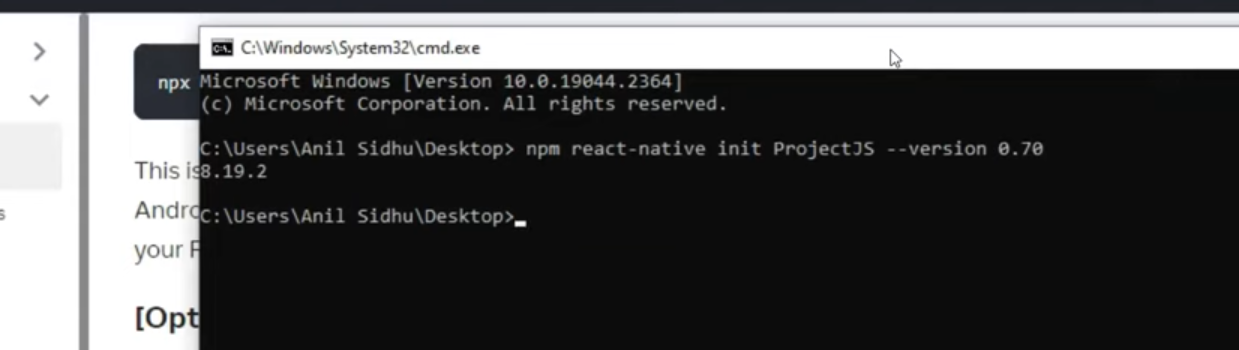 C:\Windows\System32\cmd.exe
npx
Microsoft Windows [Version 10.0.19044.2364]
(c) Microsoft Corporation. All rights reserved.
C:\Users\Anil Sidhu\Desktop> npm react-native init ProjectJS --version 0.70
This is
8.19.2
Andro
C:\Users\Anil Sidhu\Desktop>
your
[Opt